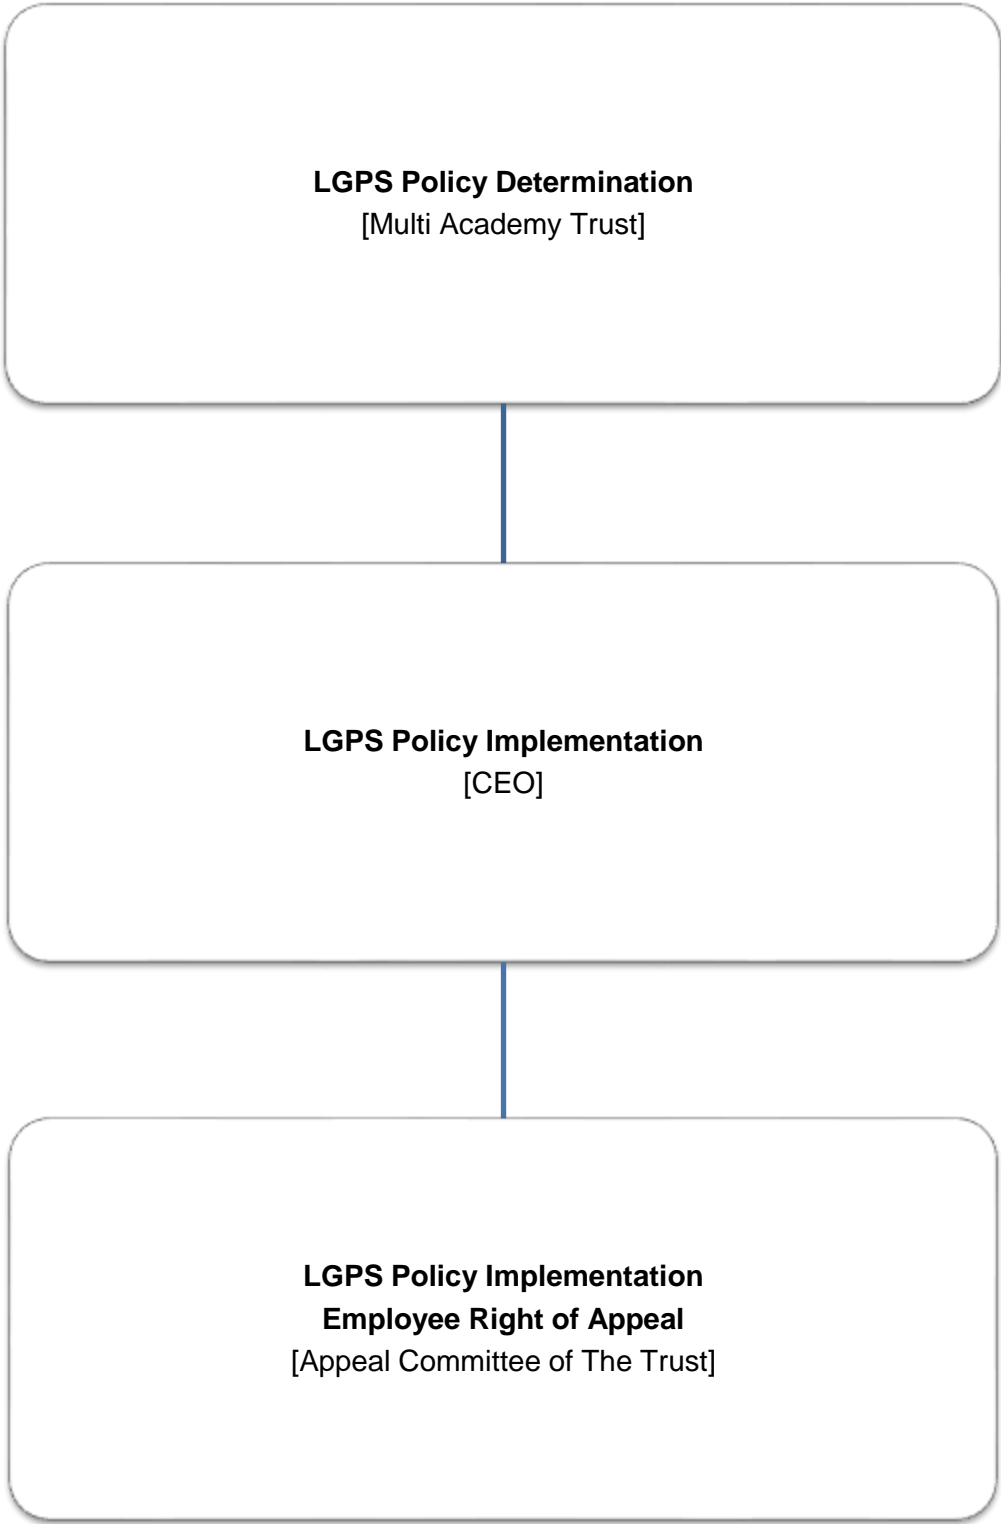 LGPS Policy Determination
[Multi Academy Trust]
LGPS Policy Implementation
[CEO]
LGPS Policy Implementation
Employee Right of Appeal
[Appeal Committee of The Trust]